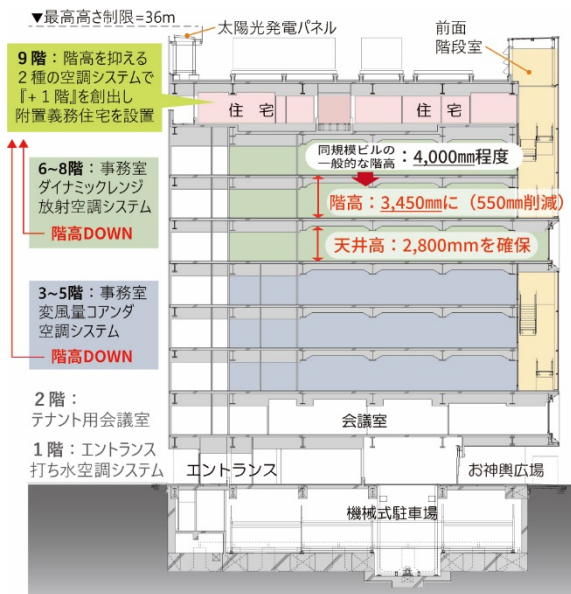 ▼最高高さ制限=36m
太陽光発電パネル
前面
階段室
9階:階高を抑える
2種の空調システムで
『+1階』を創出し
附置義務住宅を設置
住宅
住宅
同規模ビルの
一般的な階高:4,000㎜程度
階高:3,450㎜に(550㎜削減)
天井高:2,800mmを確保
6~8階:事務室
ダイナミックレンジ
放射空調システム
階高DOWN
3~5階:事務室
変風量コアンダ
空調システム
階高DOWN
2階:
テナント用会議室
会議室
1階:エントランス
打ち水空調システム
エントランス
お神輿広場
機械式駐車場